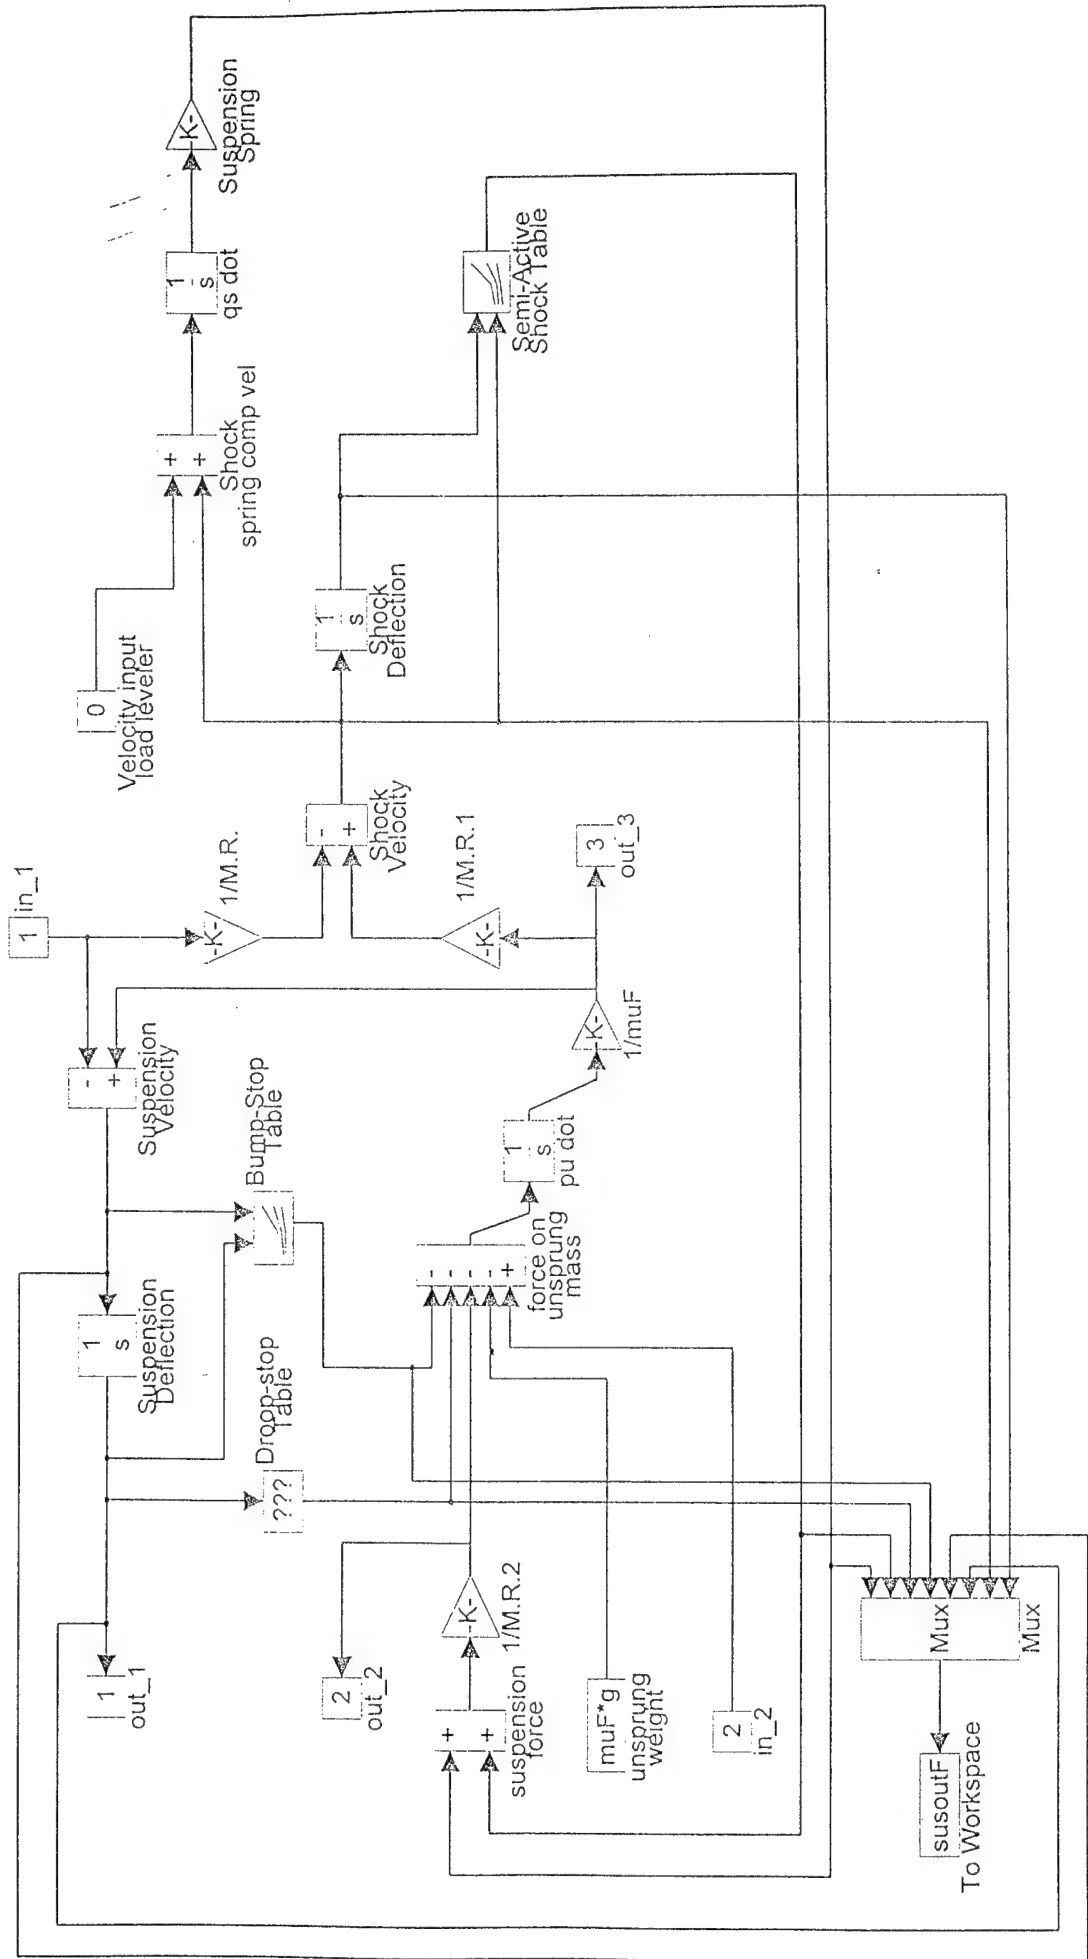 1
out_1
1
s
Suspension
Deflection
-
+
Suspension
Velocity
1
in_1
0
Velocity input
load leveler
+
+
Shock
spring comp vel
1
s
qs dot
-K-
Suspension
Spring
???
Droop-stop
Table
Bump-Stop
Table
-K-
1/M.R.
-
+
Shock
Velocity
1
s
Shock
Deflection
Semi-Active
Shock Table
2
out_2
+
+
suspension
force
-K-
1/M.R.2
-
-
-
-
+
force on
unsprung
mass
1
s
pu dot
-K-
1/muF
-K-
1/M.R.1
3
out_3
muF*g
unsprung
weight
2
in_2
susoutF
To Workspace
Mux
Mux